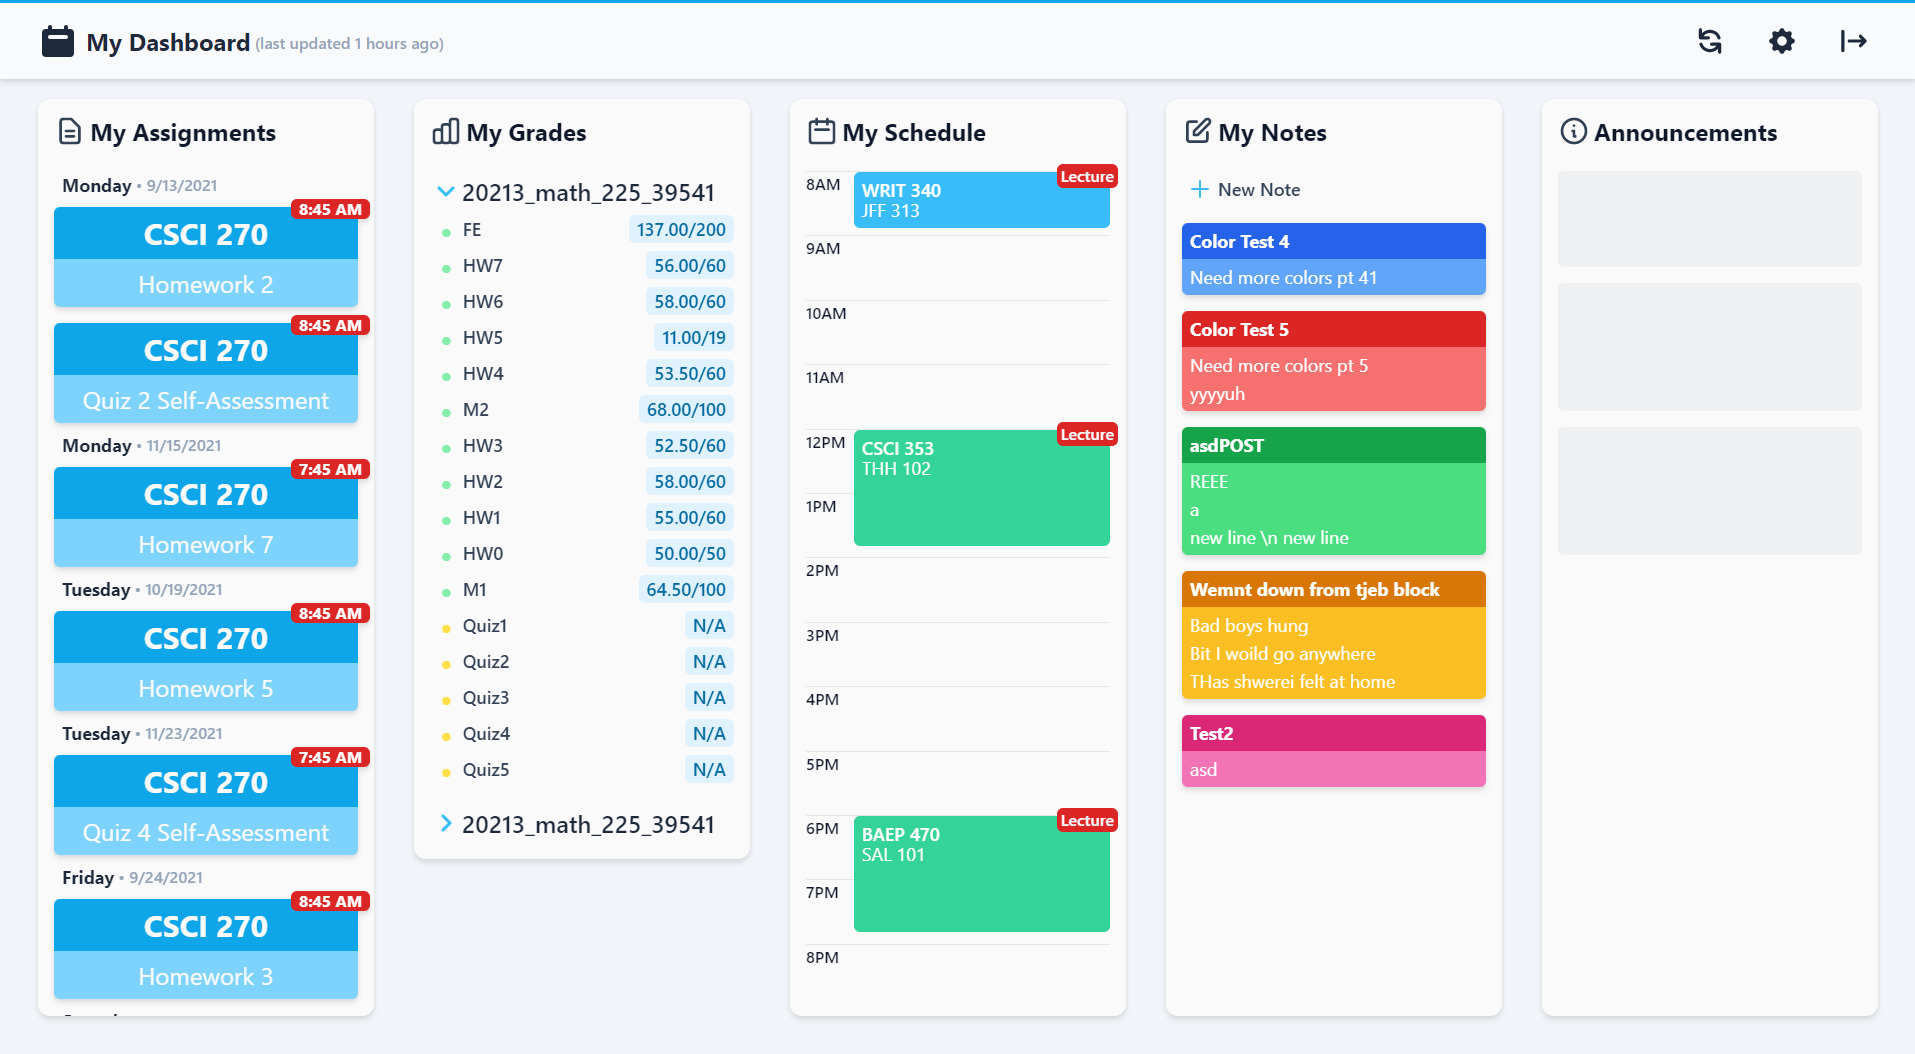 My Dashboard (last updated 1 hours ago)
My Assignments
Monday • 9/13/2021
8:45 AM
CSCI 270
Homework 2
8:45 AM
CSCI 270
Quiz 2 Self-Assessment
Monday • 11/15/2021
7:45 AM
CSCI 270
Homework 7
Tuesday • 10/19/2021
8:45 AM
CSCI 270
Homework 5
Tuesday • 11/23/2021
7:45 AM
CSCI 270
Quiz 4 Self-Assessment
Friday • 9/24/2021
8:45 AM
CSCI 270
Homework 3
My Grades
20213_math_225_39541
FE 137.00/200
HW7 56.00/60
HW6 58.00/60
HW5 11.00/19
HW4 53.50/60
M2 68.00/100
HW3 52.50/60
HW2 58.00/60
HW1 55.00/60
HW0 50.00/50
M1 64.50/100
Quiz1 N/A
Quiz2 N/A
Quiz3 N/A
Quiz4 N/A
Quiz5 N/A
20213_math_225_39541
My Schedule
Lecture
8AM WRIT 340
JFF 313
9AM
10AM
11AM
Lecture
12PM CSCI 353
THH 102
1PM
2PM
3PM
4PM
5PM
Lecture
6PM BAEP 470
SAL 101
7PM
8PM
My Notes
New Note
Color Test 4
Need more colors pt 41
Color Test 5
Need more colors pt 5
yyyyuh
asdPOST
REEE
a
new line \n new line
Wemnt down from tjeb block
Bad boys hung
Bit I woild go anywhere
THas shwerei felt at home
Test2
asd
Announcements